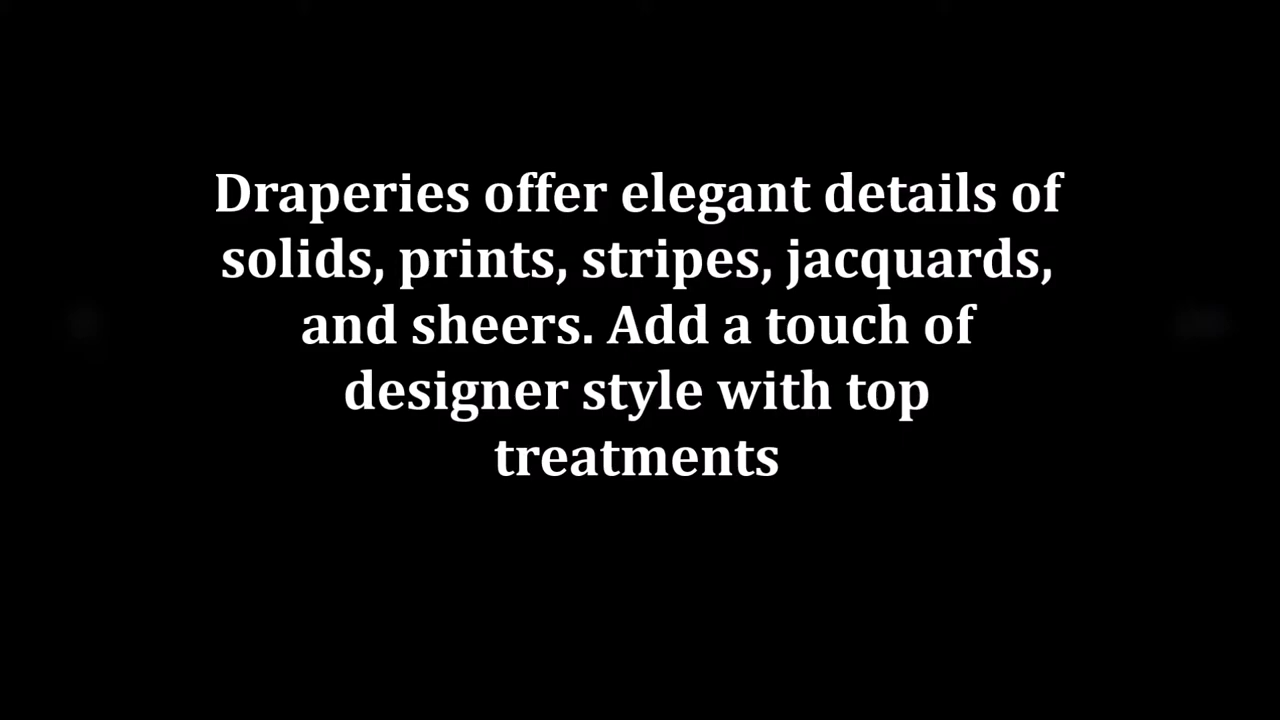 Draperies offer elegant details of
solids, prints, stripes, jacquards,
and sheers. Add a touch of
designer style with top
treatments